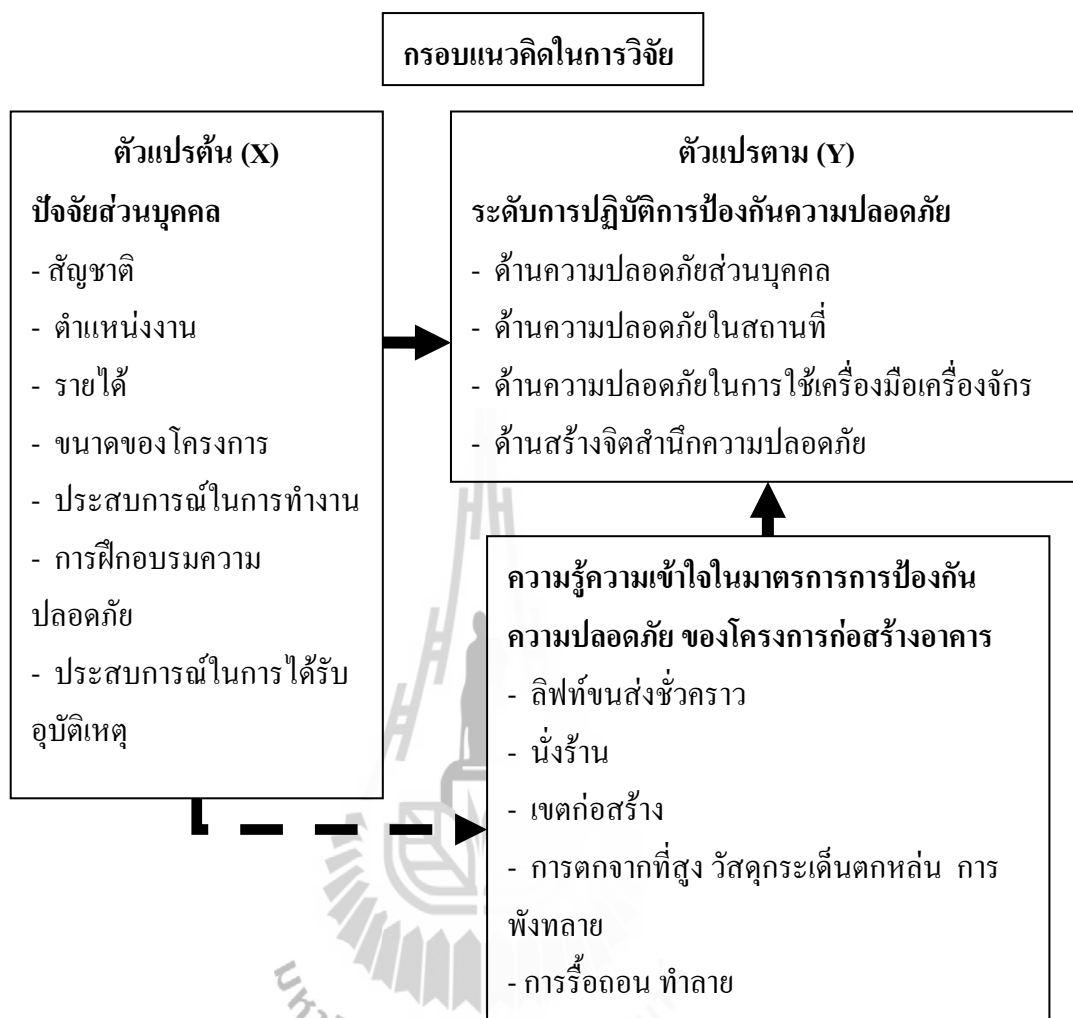 กรอบแนวคิดในการวิจัย
ตัวแปรต้น (X)
ปัจจัยส่วนบุคคล
- สัญชาติ
- ตำแหน่งงาน
- รายได้
- ขนาดของโครงการ
- ประสบการณ์ในการทำงาน
- การฝึกอบรมความ
ปลอดภัย
- ประสบการณ์ในการได้รับ
อุบัติเหตุ
ตัวแปรตาม (Y)
ระดับการปฏิบัติการป้องกันความปลอดภัย
- ด้านความปลอดภัยส่วนบุคคล
- ด้านความปลอดภัยในสถานที่
- ด้านความปลอดภัยในการใช้เครื่องมือเครื่องจักร
- ด้านสร้างจิตสำนึกความปลอดภัย
ความรู้ความเข้าใจในมาตรการการป้องกัน
ความปลอดภัย ของโครงการก่อสร้างอาคาร
- ลิฟท์ขนส่งชั่วคราว
- นั่งร้าน
- เขตก่อสร้าง
- การตกจากที่สูง วัสดุกระเด็นตกหล่น การ
พังทลาย
- การรื้อถอน ทำลาย